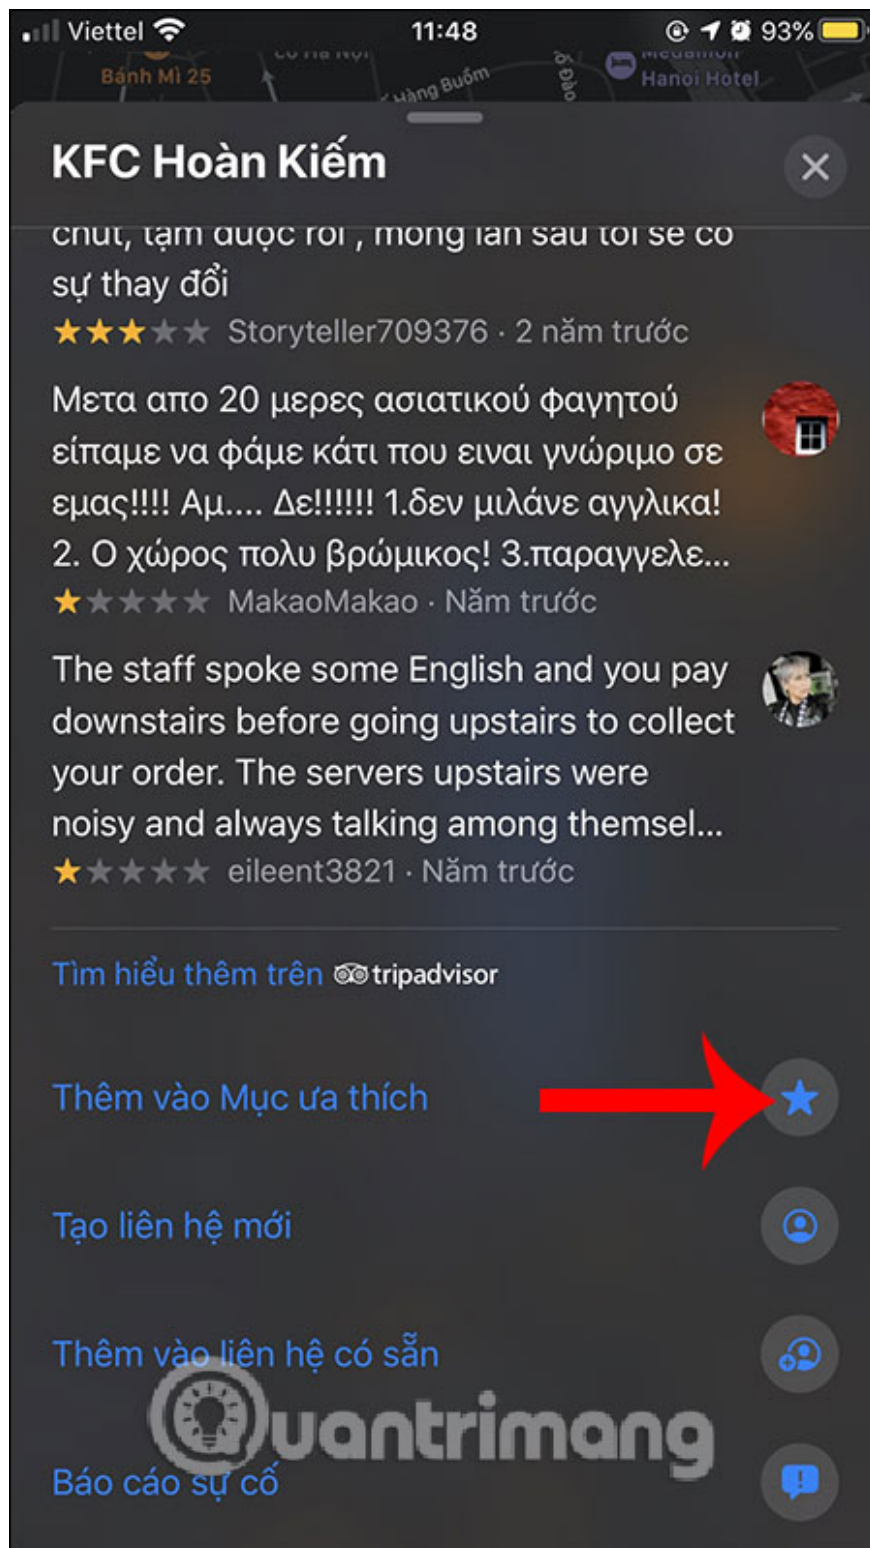 Viettel 11:48 93%
Bánh Mì 25
Hàng Buồm
Hanoi Hotel
KFC Hoàn Kiếm
chút, tạm được rồi , mong lần sau tôi sẽ có
sự thay đổi
Storyteller709376 · 2 năm trước
Μετα απο 20 μερες ασιατικού φαγητού
είπαμε να φάμε κάτι που ειναι γνώριμο σε
εμας!!!! Αμ.... Δε!!!!!! 1.δεν μιλάνε αγγλικα!
2. Ο χώρος πολυ βρώμικος! 3.παραγγελε...
MakaoMakao · Năm trước
The staff spoke some English and you pay
downstairs before going upstairs to collect
your order. The servers upstairs were
noisy and always talking among themsel...
eileent3821 · Năm trước
Tìm hiểu thêm trên tripadvisor
Thêm vào Mục ưa thích
Tạo liên hệ mới
Thêm vào liên hệ có sẵn
Quantrimang
Báo cáo sự cố